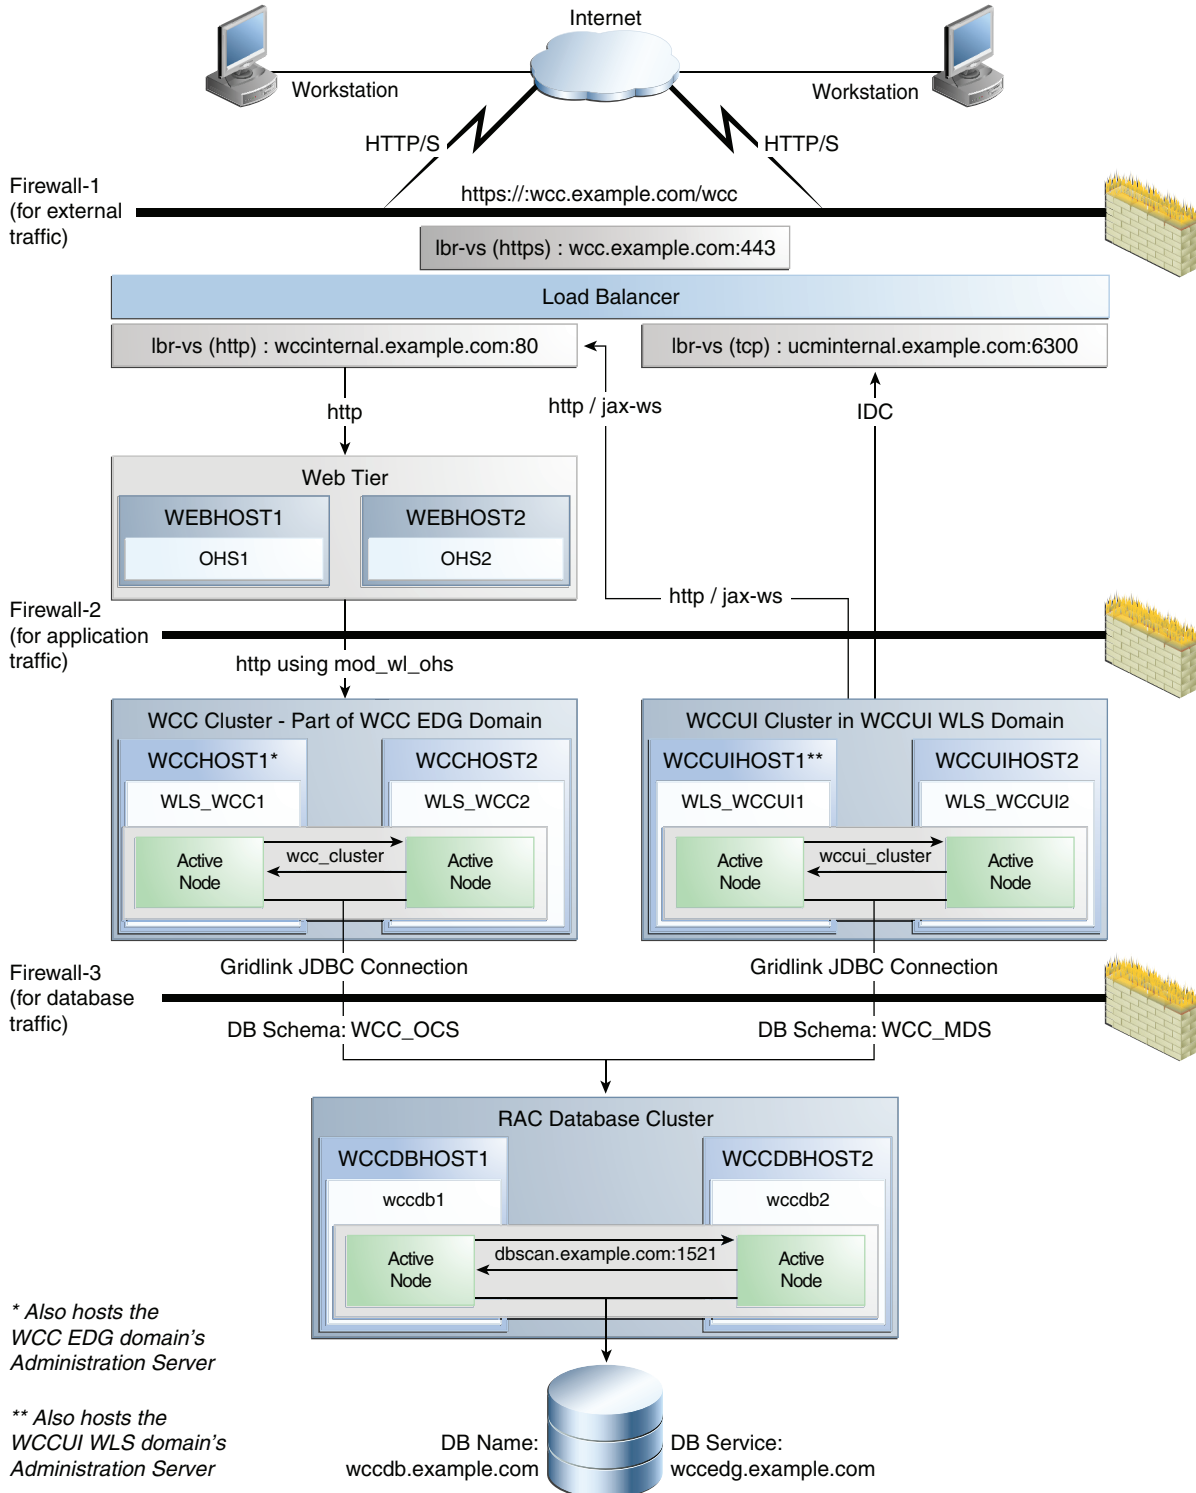 Internet
Workstation
Workstation
HTTP/S
HTTP/S
Firewall-1
(for external
traffic)
https://:wcc.example.com/wcc
lbr-vs (https) : wcc.example.com:443
Load Balancer
lbr-vs (http) : wccinternal.example.com:80
lbr-vs (tcp) : ucminternal.example.com:6300
http
http / jax-ws
IDC
Web Tier
WEBHOST1
OHS1
WEBHOST2
OHS2
http / jax-ws
Firewall-2
(for application
traffic)
http using mod_wl_ohs
WCC Cluster - Part of WCC EDG Domain
WCCHOST1*
WLS_WCC1
WCCHOST2
WLS_WCC2
Active
Node
wcc_cluster
Active
Node
WCCUI Cluster in WCCUI WLS Domain
WCCUIHOST1**
WLS_WCCUI1
WCCUIHOST2
WLS_WCCUI2
Active
Node
wccui_cluster
Active
Node
Gridlink JDBC Connection
Gridlink JDBC Connection
Firewall-3
(for database
traffic)
DB Schema: WCC_OCS
DB Schema: WCC_MDS
RAC Database Cluster
WCCDBHOST1
wccdb1
WCCDBHOST2
wccdb2
Active
Node
dbscan.example.com:1521
Active
Node
* Also hosts the
WCC EDG domain's
Administration Server
** Also hosts the
WCCUI WLS domain's
Administration Server
DB Name:
wccdb.example.com
DB Service:
wccedg.example.com